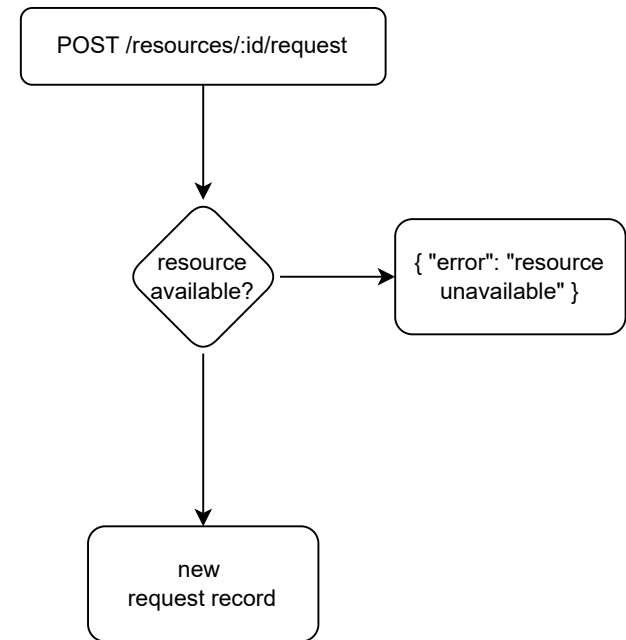 POST /resources/:id/request
resource
available?
{ "error": "resource
unavailable" }
new
request record